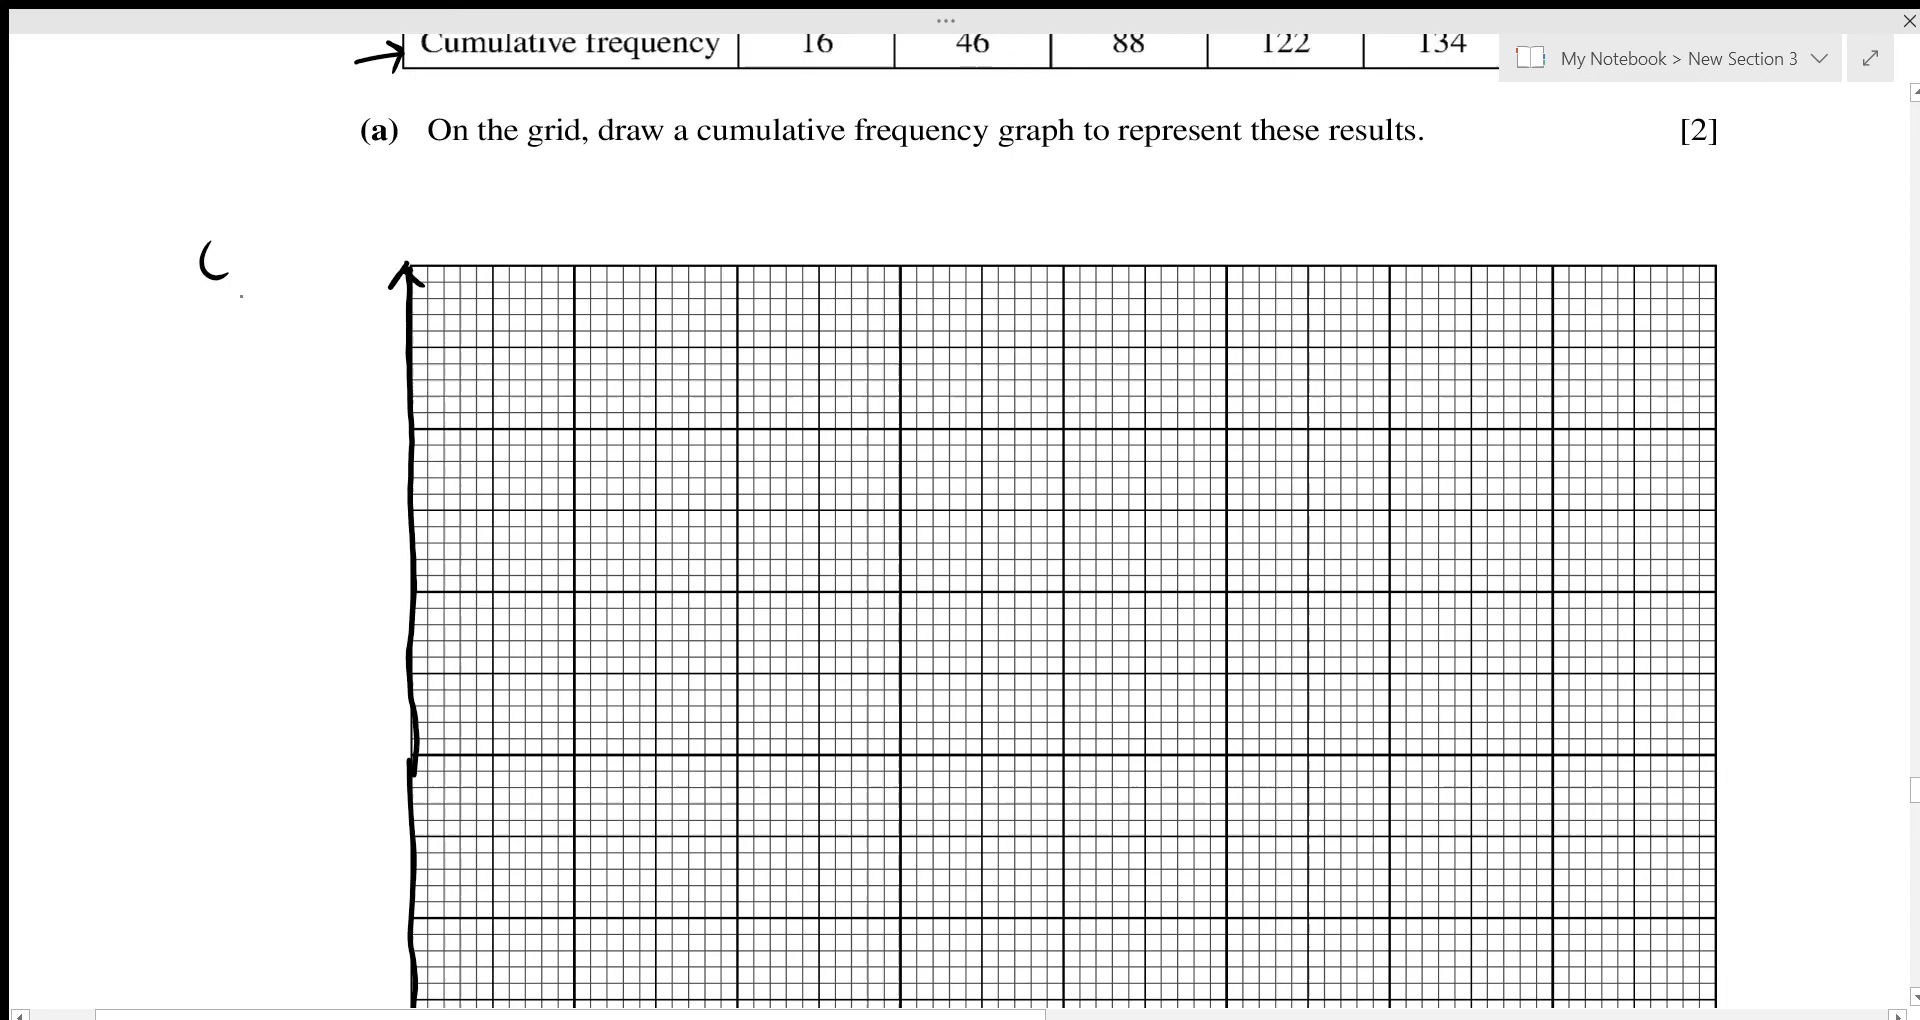 Cumulative frequency 16 46 88 122 134
My Notebook > New Section 3
(a) On the grid, draw a cumulative frequency graph to represent these results. [2]
C